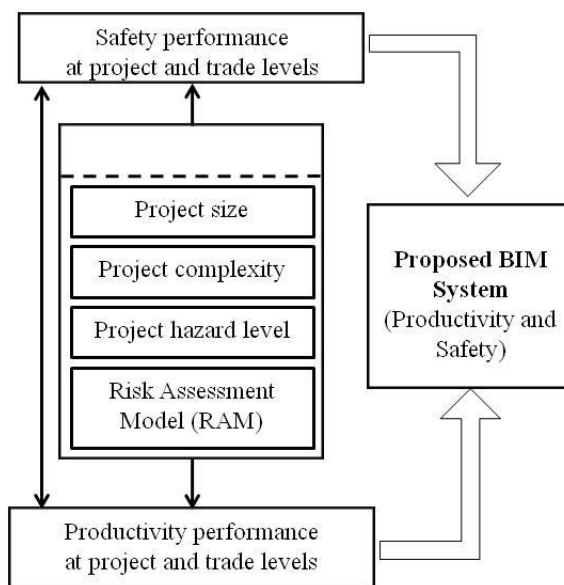 Safety performance
at project and trade levels
Project size
Project complexity
Project hazard level
Risk Assessment
Model (RAM)
Proposed BIM
System
(Productivity and
Safety)
Productivity performance
at project and trade levels